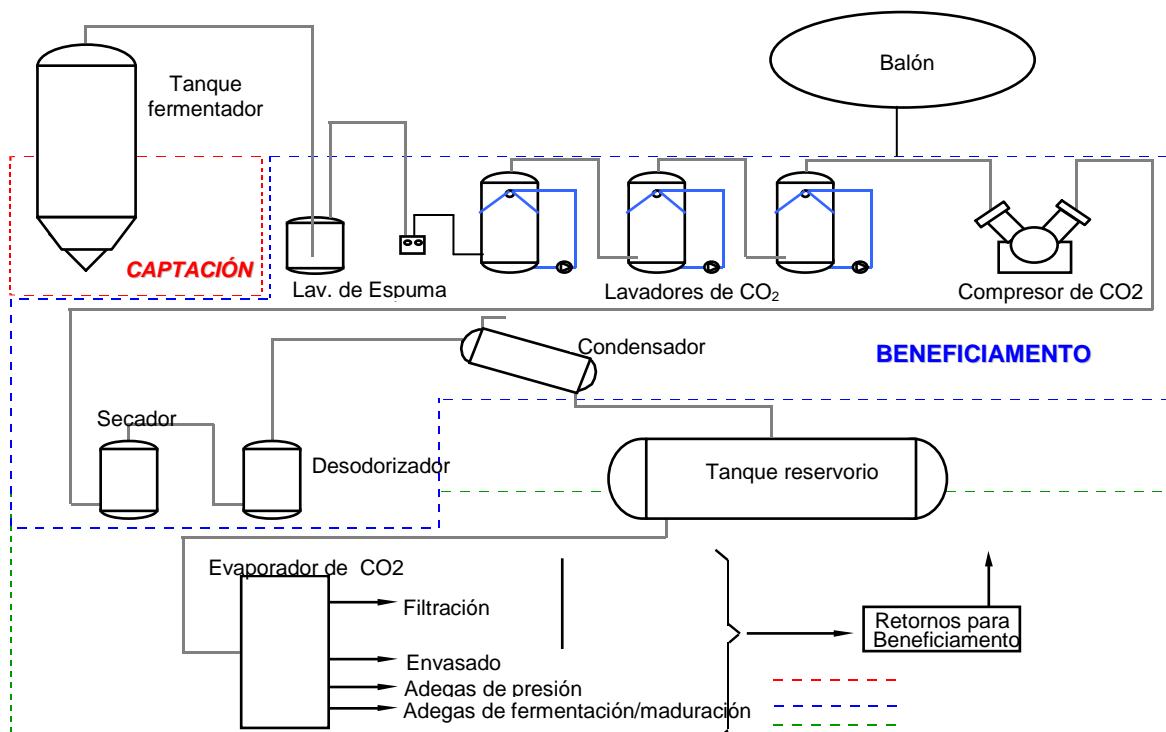 Balón
Tanque
fermentador
CAPTACIÓN
Lav. de Espuma
Lavadores de CO₂
Compresor de CO2
Condensador
BENEFICIAMENTO
Secador
Desodorizador
Tanque reservorio
Evaporador de CO2
Filtración
Retornos para
Beneficiamento
Envasado
Adegas de presión
Adegas de fermentación/maduración